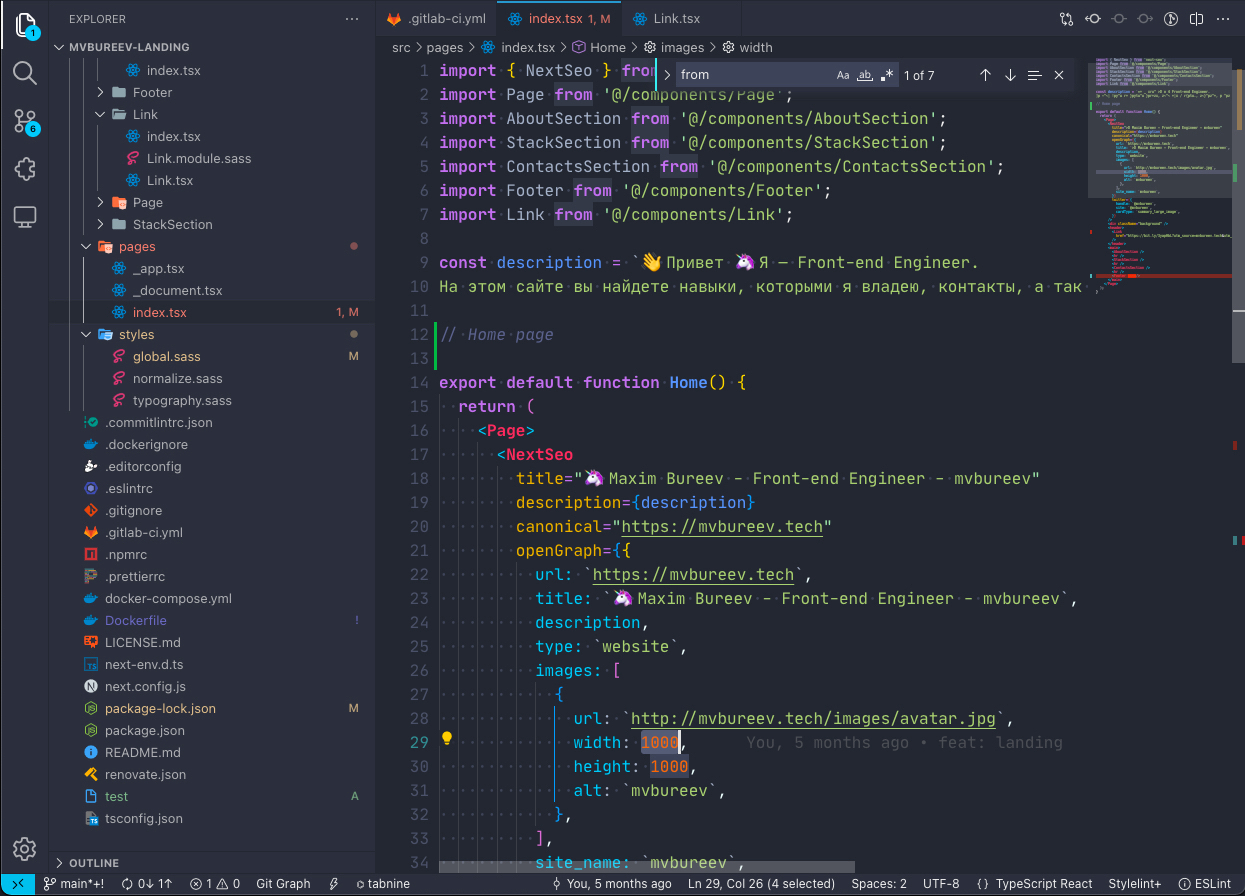 EXPLORER
MVBUREEV-LANDING
index.tsx
Footer
Link
index.tsx
Link.module.sass
Link.tsx
Page
StackSection
pages
_app.tsx
_document.tsx
index.tsx 1, M
styles
global.sass M
normalize.sass
typography.sass
.commitlintrc.json
.dockerignore
.editorconfig
.eslintrc
.gitignore
.gitlab-ci.yml
.npmrc
.prettierrc
docker-compose.yml
Dockerfile !
LICENSE.md
next-env.d.ts
next.config.js
package-lock.json M
package.json
README.md
renovate.json
test A
tsconfig.json
OUTLINE
1
6
.gitlab-ci.yml index.tsx 1, M Link.tsx
src > pages > index.tsx > Home > images > width
from Aa ab 1 of 7
1 import { NextSeo } from
2 import Page from '@/components/Page';
3 import AboutSection from '@/components/AboutSection';
4 import StackSection from '@/components/StackSection';
5 import ContactsSection from '@/components/ContactsSection';
6 import Footer from '@/components/Footer';
7 import Link from '@/components/Link';
8
9 const description = `👋 Привет 🦄 Я — Front-end Engineer.
10 На этом сайте вы найдете навыки, которыми я владею, контакты, а так
11
12 // Home page
13
14 export default function Home() {
15 return (
16 <Page>
17 <NextSeo
18 title="🦄 Maxim Bureev - Front-end Engineer - mvbureev"
19 description={description}
20 canonical="https://mvbureev.tech"
21 openGraph={{
22 url: `https://mvbureev.tech`,
23 title: `🦄 Maxim Bureev - Front-end Engineer - mvbureev`,
24 description,
25 type: `website`,
26 images: [
27 {
28 url: `http://mvbureev.tech/images/avatar.jpg`,
29 width: 1000, You, 5 months ago • feat: landing
30 height: 1000,
31 alt: `mvbureev`,
32 },
33 ],
34 site_name: `mvbureev`,
main*+! 0↓ 1↑ 1 0 Git Graph tabnine You, 5 months ago Ln 29, Col 26 (4 selected) Spaces: 2 UTF-8 {} TypeScript React Stylelint+ ESLint